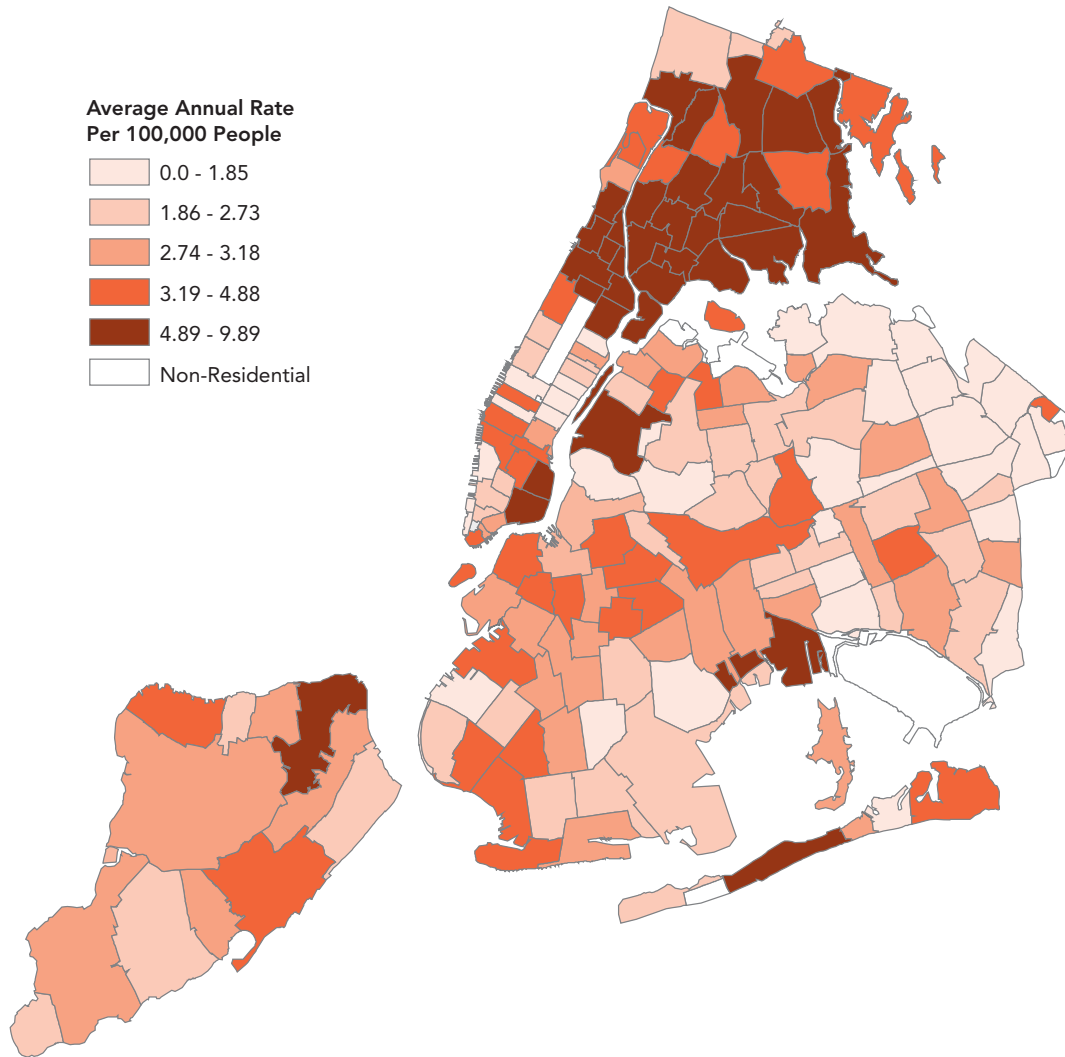 Average Annual Rate
Per 100,000 People
0.0 - 1.85
1.86 - 2.73
2.74 - 3.18
3.19 - 4.88
4.89 - 9.89
Non-Residential